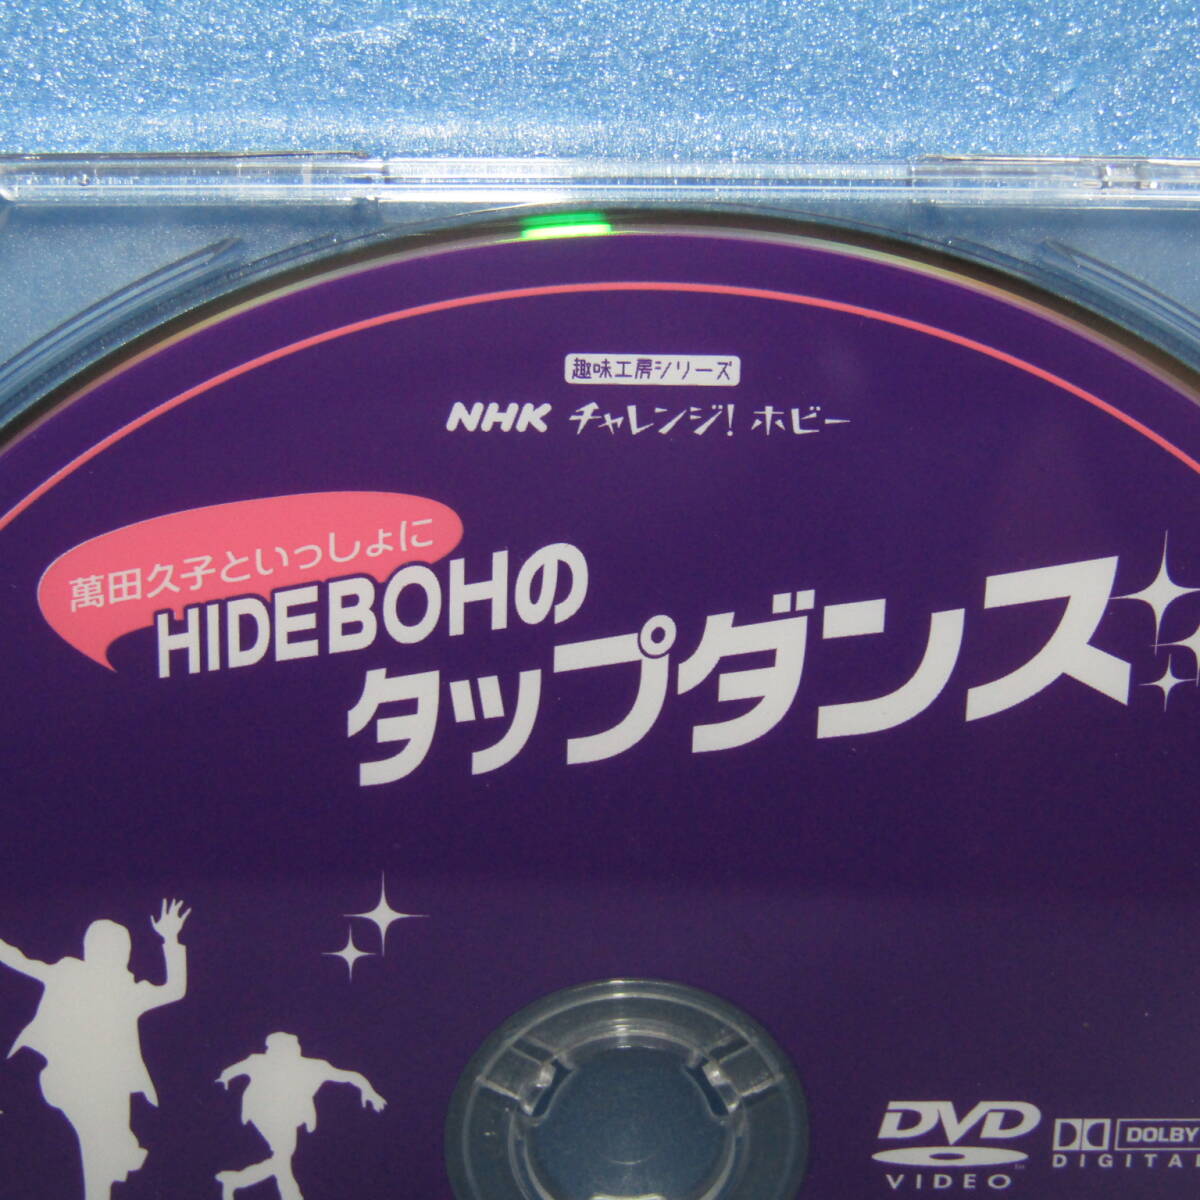 趣味工房シリーズ
NHK チャレンジ! ホビー
萬田久子といっしょに
HIDEBOHの
タップダンス
DVD
VIDEO
DOLBY
DIGITAL